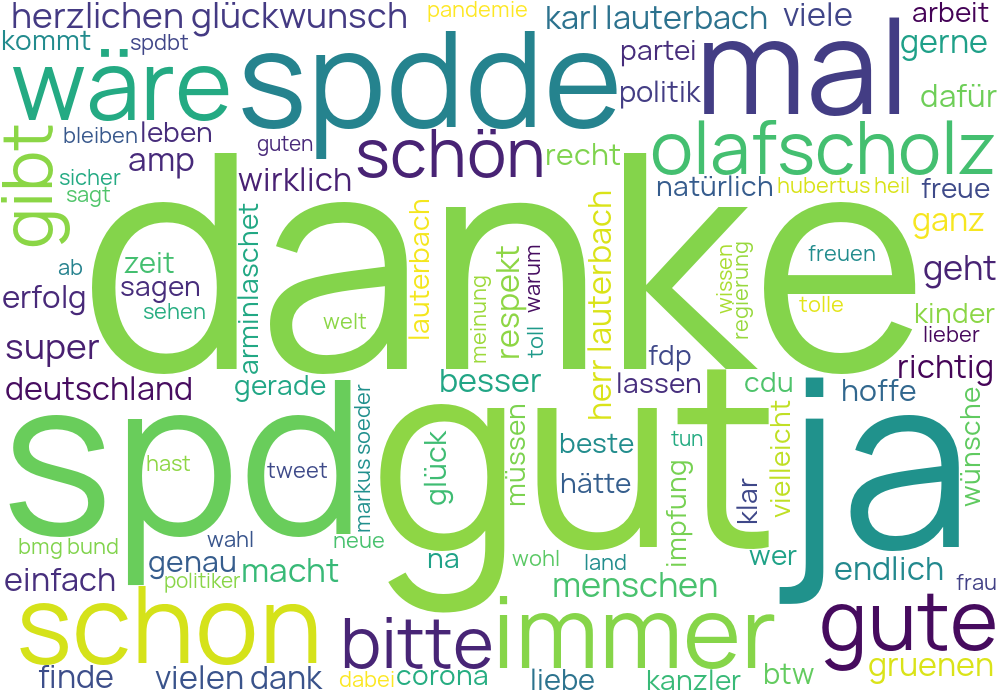 herzlichen glückwunsch
pandemie
karl lauterbach
viele
arbeit
kommt
spdbt
wäre
spdde
partei
mal
gerne
politik
dafür
gibt
bleiben
leben
guten
schön
recht
olafscholz
amp
sicher
sagt
wirklich
natürlich
hubertus heil
freue
danke
ganz
ab
zeit
sagen
sehen
arminlaschet
welt
lauterbach
meinung
respekt
toll
warum
herr lauterbach
wissen
regierung
freuen
tolle
geht
erfolg
kinder
lieber
super
fdp
richtig
deutschland
gerade
besser
lassen
cdu
hoffe
spd
gut
ja
hast
tweet
markus soeder
glück
müssen
beste
hätte
tun
impfung
klar
vielleicht
wünsche
bmg bund
wahl
neue
genau
politiker
macht
na
wohl
land
wer
endlich
einfach
menschen
frau
schon
bitte
immer
gute
finde
vielen dank
dabei
corona
liebe
kanzler
btw
gruenen